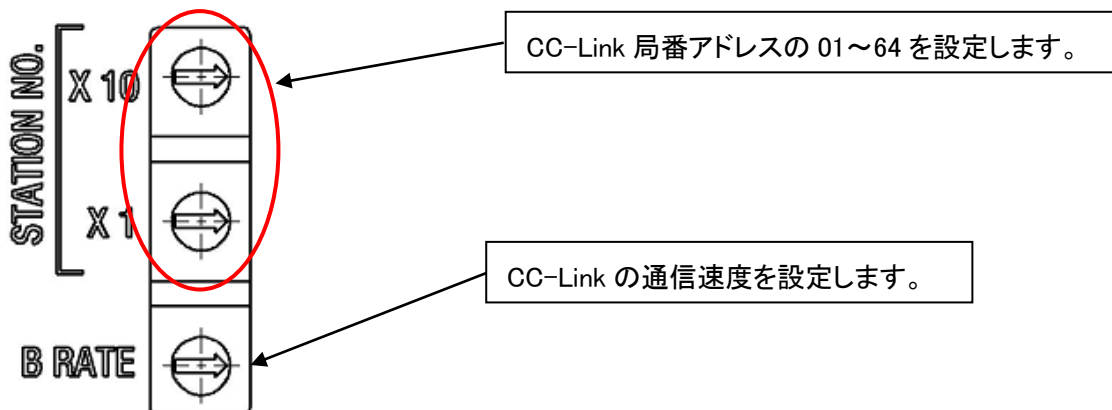 STATION NO.
X 10
X 1
B RATE
CC-Link 局番アドレスの 01～64 を設定します。
CC-Link の通信速度を設定します。